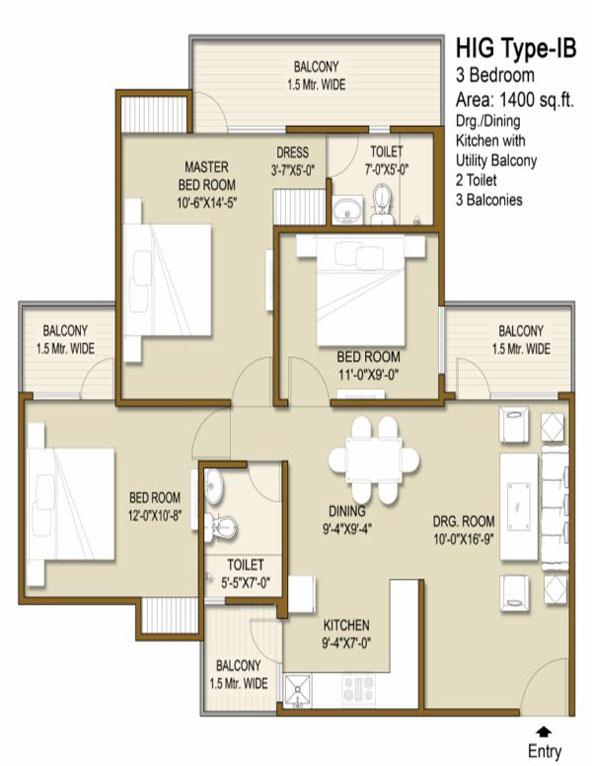 HIG Type-IB
3 Bedroom
Area: 1400 sq.ft.
Drg./Dining
Kitchen with
Utility Balcony
2 Toilet
3 Balconies
BALCONY
1.5 Mtr. WIDE
MASTER
BED ROOM
10'-6"X14'-5"
DRESS
3'-7"X5'-0"
TOILET
7'-0"X5'-0"
BALCONY
1.5 Mtr. WIDE
BED ROOM
11'-0"X9'-0"
BALCONY
1.5 Mtr. WIDE
BED ROOM
12'-0"X10'-8"
DINING
9'-4"X9'-4"
DRG. ROOM
10'-0"X16'-9"
TOILET
5'-5"X7'-0"
KITCHEN
9'-4"X7'-0"
BALCONY
1.5 Mtr. WIDE
Entry